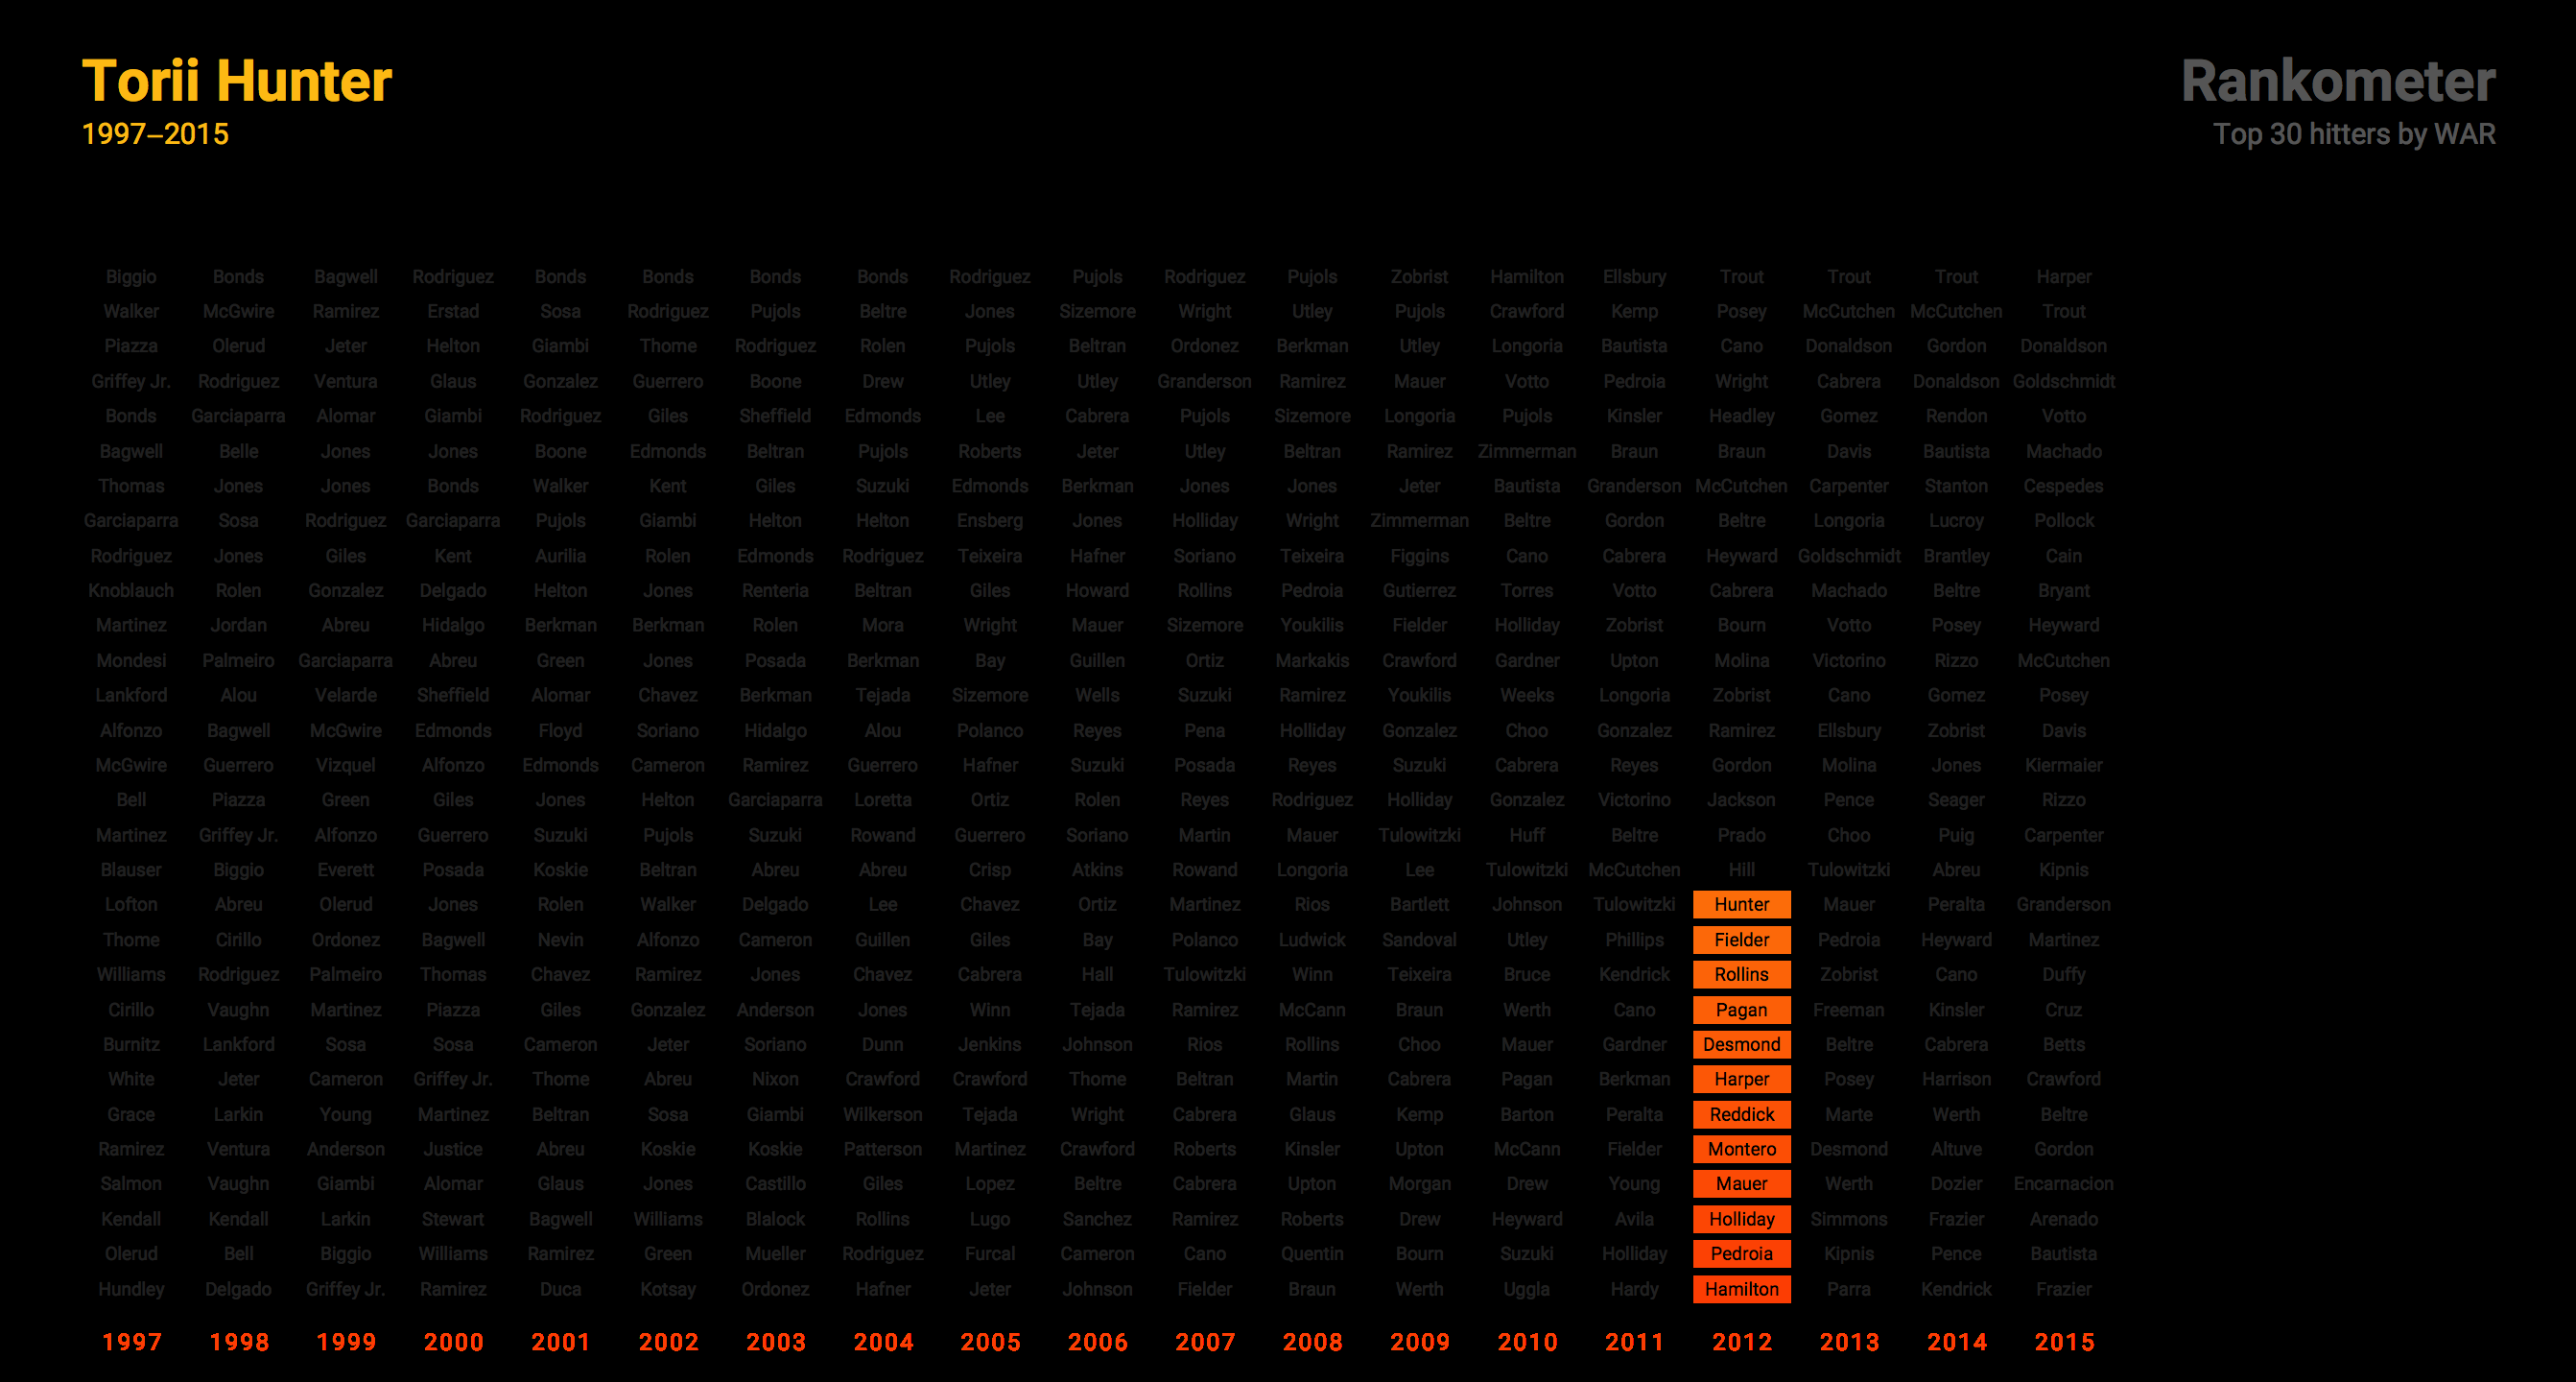 Torii Hunter
1997–2015
Rankometer
Top 30 hitters by WAR
Biggio Bonds Bagwell Rodriguez Bonds Bonds Bonds Bonds Rodriguez Pujols Rodriguez Pujols Zobrist Hamilton Ellsbury Trout Trout Trout Harper
Walker McGwire Ramirez Erstad Sosa Rodriguez Pujols Beltre Jones Sizemore Wright Utley Pujols Crawford Kemp Posey McCutchen McCutchen Trout
Piazza Olerud Jeter Helton Giambi Thome Rodriguez Rolen Pujols Beltran Ordonez Berkman Utley Longoria Bautista Cano Donaldson Gordon Donaldson
Griffey Jr. Rodriguez Ventura Glaus Gonzalez Guerrero Boone Drew Utley Utley Granderson Ramirez Mauer Votto Pedroia Wright Cabrera Donaldson Goldschmidt
Bonds Garciaparra Alomar Giambi Rodriguez Giles Sheffield Edmonds Lee Cabrera Pujols Sizemore Longoria Pujols Kinsler Headley Gomez Rendon Votto
Bagwell Belle Jones Jones Boone Edmonds Beltran Pujols Roberts Jeter Utley Beltran Ramirez Zimmerman Braun Braun Davis Bautista Machado
Thomas Jones Jones Bonds Walker Kent Giles Suzuki Edmonds Berkman Jones Jones Jeter Bautista Granderson McCutchen Carpenter Stanton Cespedes
Garciaparra Sosa Rodriguez Garciaparra Pujols Giambi Helton Helton Ensberg Jones Holliday Wright Zimmerman Beltre Gordon Beltre Longoria Lucroy Pollock
Rodriguez Jones Giles Kent Aurilia Rolen Edmonds Rodriguez Teixeira Hafner Soriano Teixeira Figgins Cano Cabrera Heyward Goldschmidt Brantley Cain
Knoblauch Rolen Gonzalez Delgado Helton Jones Renteria Beltran Giles Howard Rollins Pedroia Gutierrez Torres Votto Cabrera Machado Beltre Bryant
Martinez Jordan Abreu Hidalgo Berkman Berkman Rolen Mora Wright Mauer Sizemore Youkilis Fielder Holliday Zobrist Bourn Votto Posey Heyward
Mondesi Palmeiro Garciaparra Abreu Green Jones Posada Berkman Bay Guillen Ortiz Markakis Crawford Gardner Upton Molina Victorino Rizzo McCutchen
Lankford Alou Velarde Sheffield Alomar Chavez Berkman Tejada Sizemore Wells Suzuki Ramirez Youkilis Weeks Longoria Zobrist Cano Gomez Posey
Alfonzo Bagwell McGwire Edmonds Floyd Soriano Hidalgo Alou Polanco Reyes Pena Holliday Gonzalez Choo Gonzalez Ramirez Ellsbury Zobrist Davis
McGwire Guerrero Vizquel Alfonzo Edmonds Cameron Ramirez Guerrero Hafner Suzuki Posada Reyes Suzuki Cabrera Reyes Gordon Molina Jones Kiermaier
Bell Piazza Green Giles Jones Helton Garciaparra Loretta Ortiz Rolen Reyes Rodriguez Holliday Gonzalez Victorino Jackson Pence Seager Rizzo
Martinez Griffey Jr. Alfonzo Guerrero Suzuki Pujols Suzuki Rowand Guerrero Soriano Martin Mauer Tulowitzki Huff Beltre Prado Choo Puig Carpenter
Blauser Biggio Everett Posada Koskie Beltran Abreu Abreu Crisp Atkins Rowand Longoria Lee Tulowitzki McCutchen Hill Tulowitzki Abreu Kipnis
Lofton Abreu Olerud Jones Rolen Walker Delgado Lee Chavez Ortiz Martinez Rios Bartlett Johnson Tulowitzki Hunter Mauer Peralta Granderson
Thome Cirillo Ordonez Bagwell Nevin Alfonzo Cameron Guillen Giles Bay Polanco Ludwick Sandoval Utley Phillips Fielder Pedroia Heyward Martinez
Williams Rodriguez Palmeiro Thomas Chavez Ramirez Jones Chavez Cabrera Hall Tulowitzki Winn Teixeira Bruce Kendrick Rollins Zobrist Cano Duffy
Cirillo Vaughn Martinez Piazza Giles Gonzalez Anderson Jones Winn Tejada Ramirez McCann Braun Werth Cano Pagan Freeman Kinsler Cruz
Burnitz Lankford Sosa Sosa Cameron Jeter Soriano Dunn Jenkins Johnson Rios Rollins Choo Mauer Gardner Desmond Beltre Cabrera Betts
White Jeter Cameron Griffey Jr. Thome Abreu Nixon Crawford Crawford Thome Beltran Martin Cabrera Pagan Berkman Harper Posey Harrison Crawford
Grace Larkin Young Martinez Beltran Sosa Giambi Wilkerson Tejada Wright Cabrera Glaus Kemp Barton Peralta Reddick Marte Werth Beltre
Ramirez Ventura Anderson Justice Abreu Koskie Koskie Patterson Martinez Crawford Roberts Kinsler Upton McCann Fielder Montero Desmond Altuve Gordon
Salmon Vaughn Giambi Alomar Glaus Jones Castillo Giles Lopez Beltre Cabrera Upton Morgan Drew Young Mauer Werth Dozier Encarnacion
Kendall Kendall Larkin Stewart Bagwell Williams Blalock Rollins Lugo Sanchez Ramirez Roberts Drew Heyward Avila Holliday Simmons Frazier Arenado
Olerud Bell Biggio Williams Ramirez Green Mueller Rodriguez Furcal Cameron Cano Quentin Bourn Suzuki Holliday Pedroia Kipnis Pence Bautista
Hundley Delgado Griffey Jr. Ramirez Duca Kotsay Ordonez Hafner Jeter Johnson Fielder Braun Werth Uggla Hardy Hamilton Parra Kendrick Frazier
1997 1998 1999 2000 2001 2002 2003 2004 2005 2006 2007 2008 2009 2010 2011 2012 2013 2014 2015